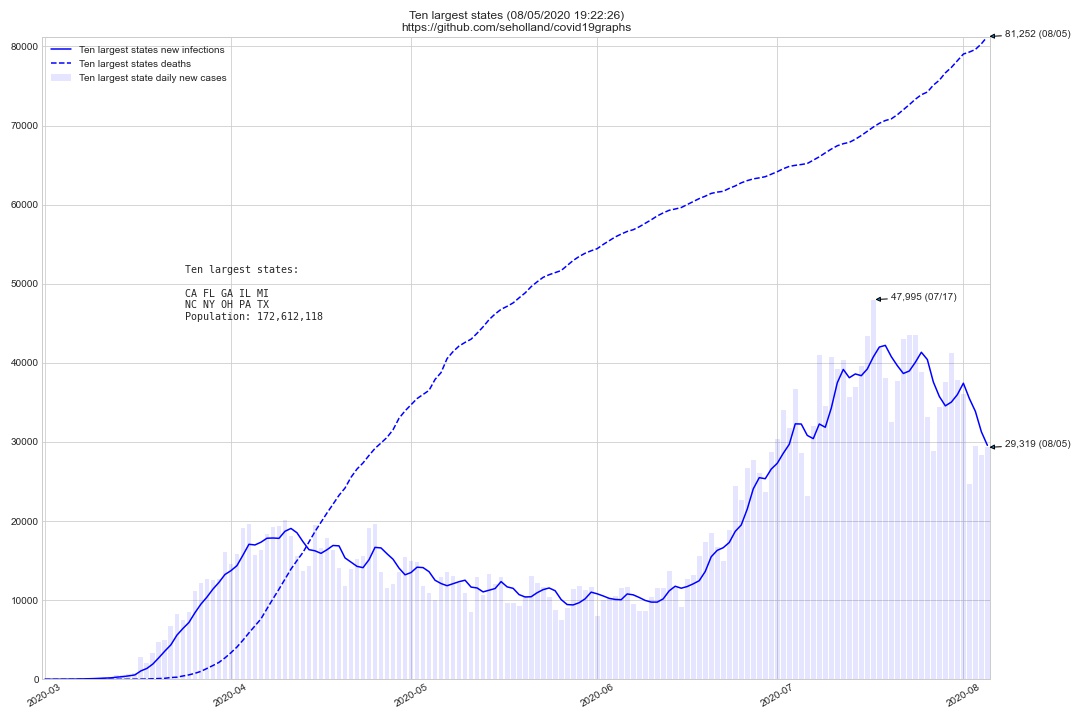 Ten largest states (08/05/2020 19:22:26)
https://github.com/seholland/covid19graphs
81,252 (08/05)
80000
Ten largest states new infections
Ten largest states deaths
Ten largest state daily new cases
70000
60000
Ten largest states:
CA FL GA IL MI
NC NY OH PA TX
Population: 172,612,118
50000
47,995 (07/17)
40000
30000
29,319 (08/05)
20000
10000
0
2020-03
2020-04
2020-05
2020-06
2020-07
2020-08